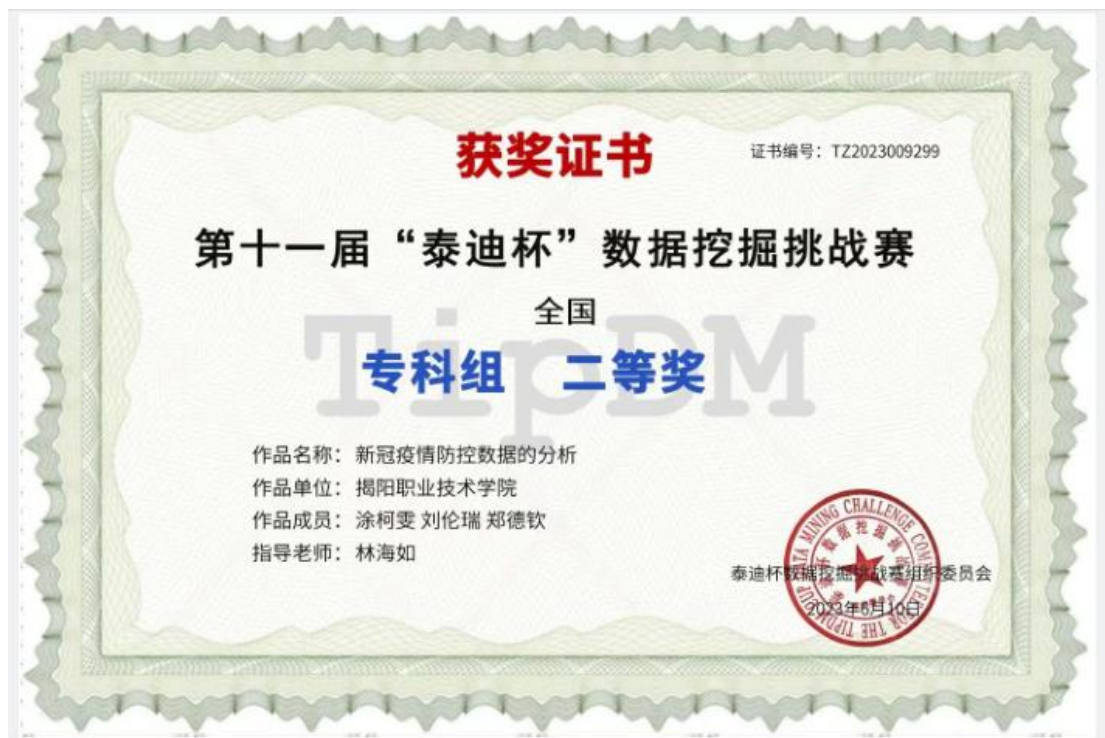 获奖证书
证书编号：TZ2023009299
第十一届“泰迪杯”数据挖掘挑战赛
全国
专科组 二等奖
TipDM
作品名称：新冠疫情防控数据的分析
作品单位：揭阳职业技术学院
作品成员：涂柯雯 刘伦瑞 郑德钦
指导老师：林海如
泰迪杯数据挖掘挑战赛组织委员会
2023年6月10日